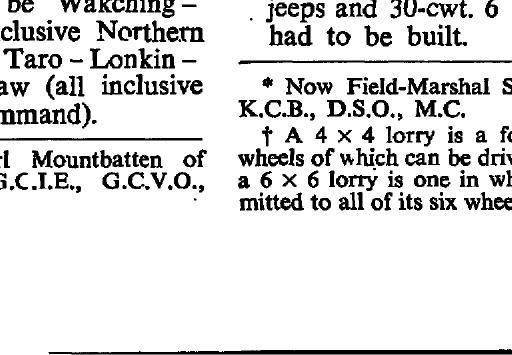 be Wakching –
clusive Northern
Taro – Lonkin –
aw (all inclusive
mmand).
rl Mountbatten of
G.C.I.E., G.C.V.O.,
jeeps and 30-cwt. 6
had to be built.
* Now Field-Marshal S
K.C.B., D.S.O., M.C.
† A 4 × 4 lorry is a fo
wheels of which can be driv
a 6 × 6 lorry is one in wh
mitted to all of its six whee